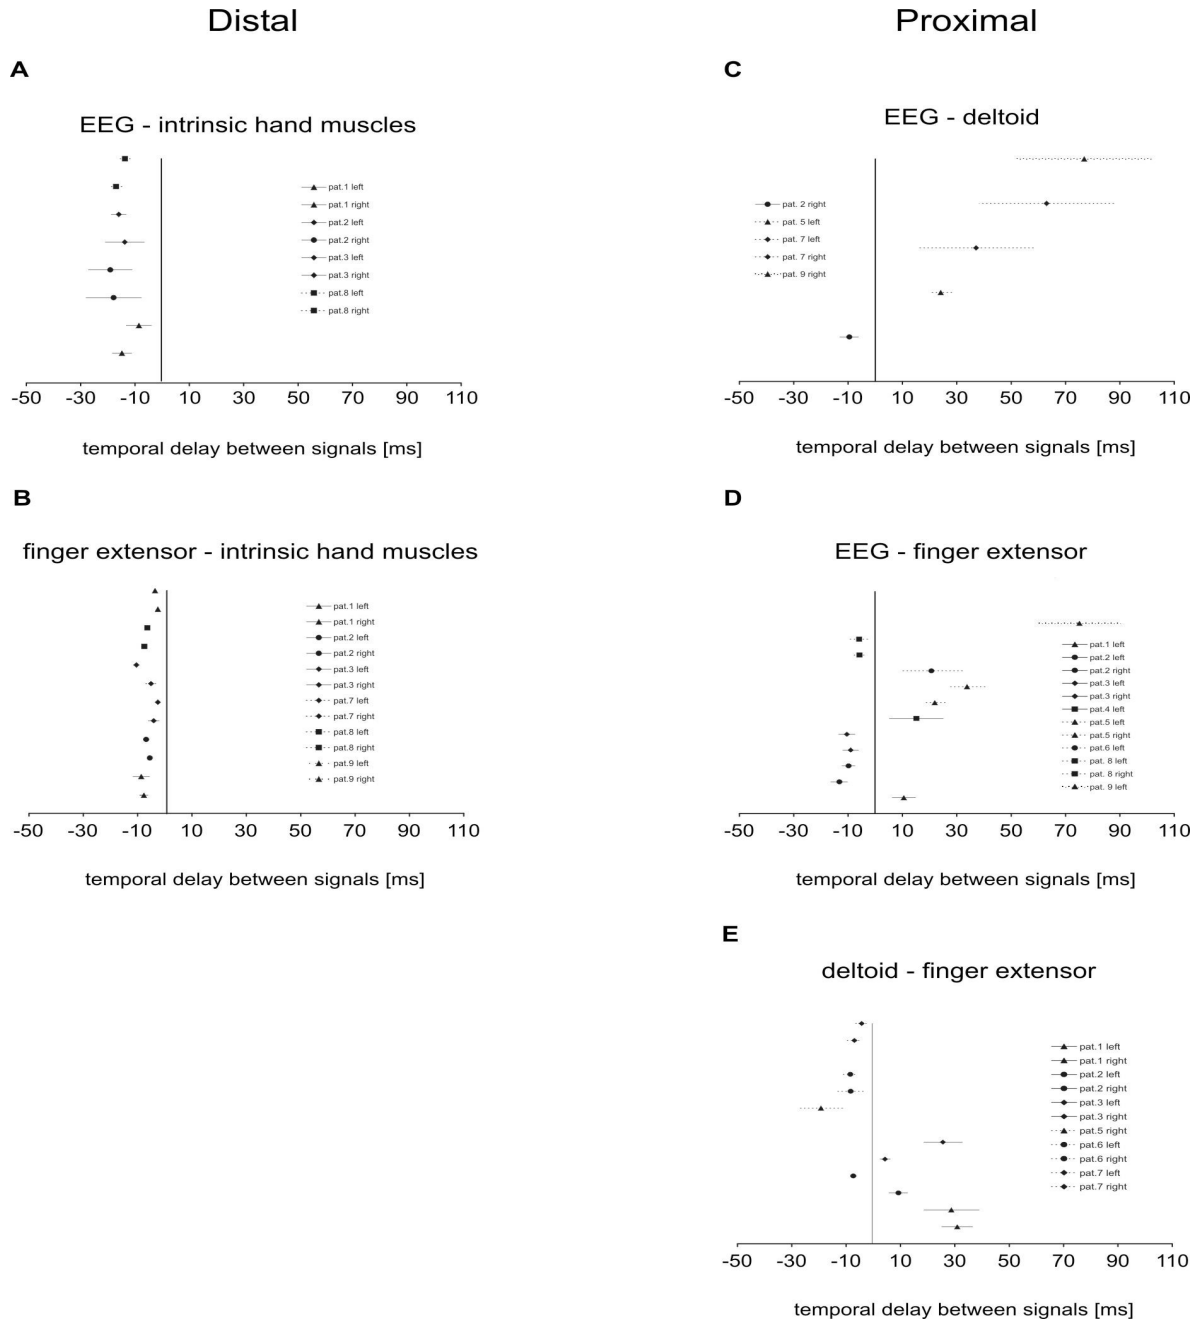 Distal
Proximal
A
EEG - intrinsic hand muscles
pat.1 left
pat.1 right
pat.2 left
pat.2 right
pat.3 left
pat.3 right
pat.8 left
pat.8 right
-50 -30 -10 10 30 50 70 90 110
temporal delay between signals [ms]
C
EEG - deltoid
pat. 2 right
pat. 5 left
pat. 7 left
pat. 7 right
pat. 9 right
-50 -30 -10 10 30 50 70 90 110
temporal delay between signals [ms]
B
finger extensor - intrinsic hand muscles
pat.1 left
pat.1 right
pat.2 left
pat.2 right
pat.3 left
pat.3 right
pat.7 left
pat.7 right
pat.8 left
pat.8 right
pat.9 left
pat.9 right
-50 -30 -10 10 30 50 70 90 110
temporal delay between signals [ms]
D
EEG - finger extensor
pat.1 left
pat.2 left
pat.2 right
pat.3 left
pat.3 right
pat.4 left
pat.5 left
pat.5 right
pat.6 left
pat. 8 left
pat. 8 right
pat. 9 left
-50 -30 -10 10 30 50 70 90 110
temporal delay between signals [ms]
E
deltoid - finger extensor
pat.1 left
pat.1 right
pat.2 left
pat.2 right
pat.3 left
pat.3 right
pat.5 right
pat.6 left
pat.6 right
pat.7 left
pat.7 right
-50 -30 -10 10 30 50 70 90 110
temporal delay between signals [ms]